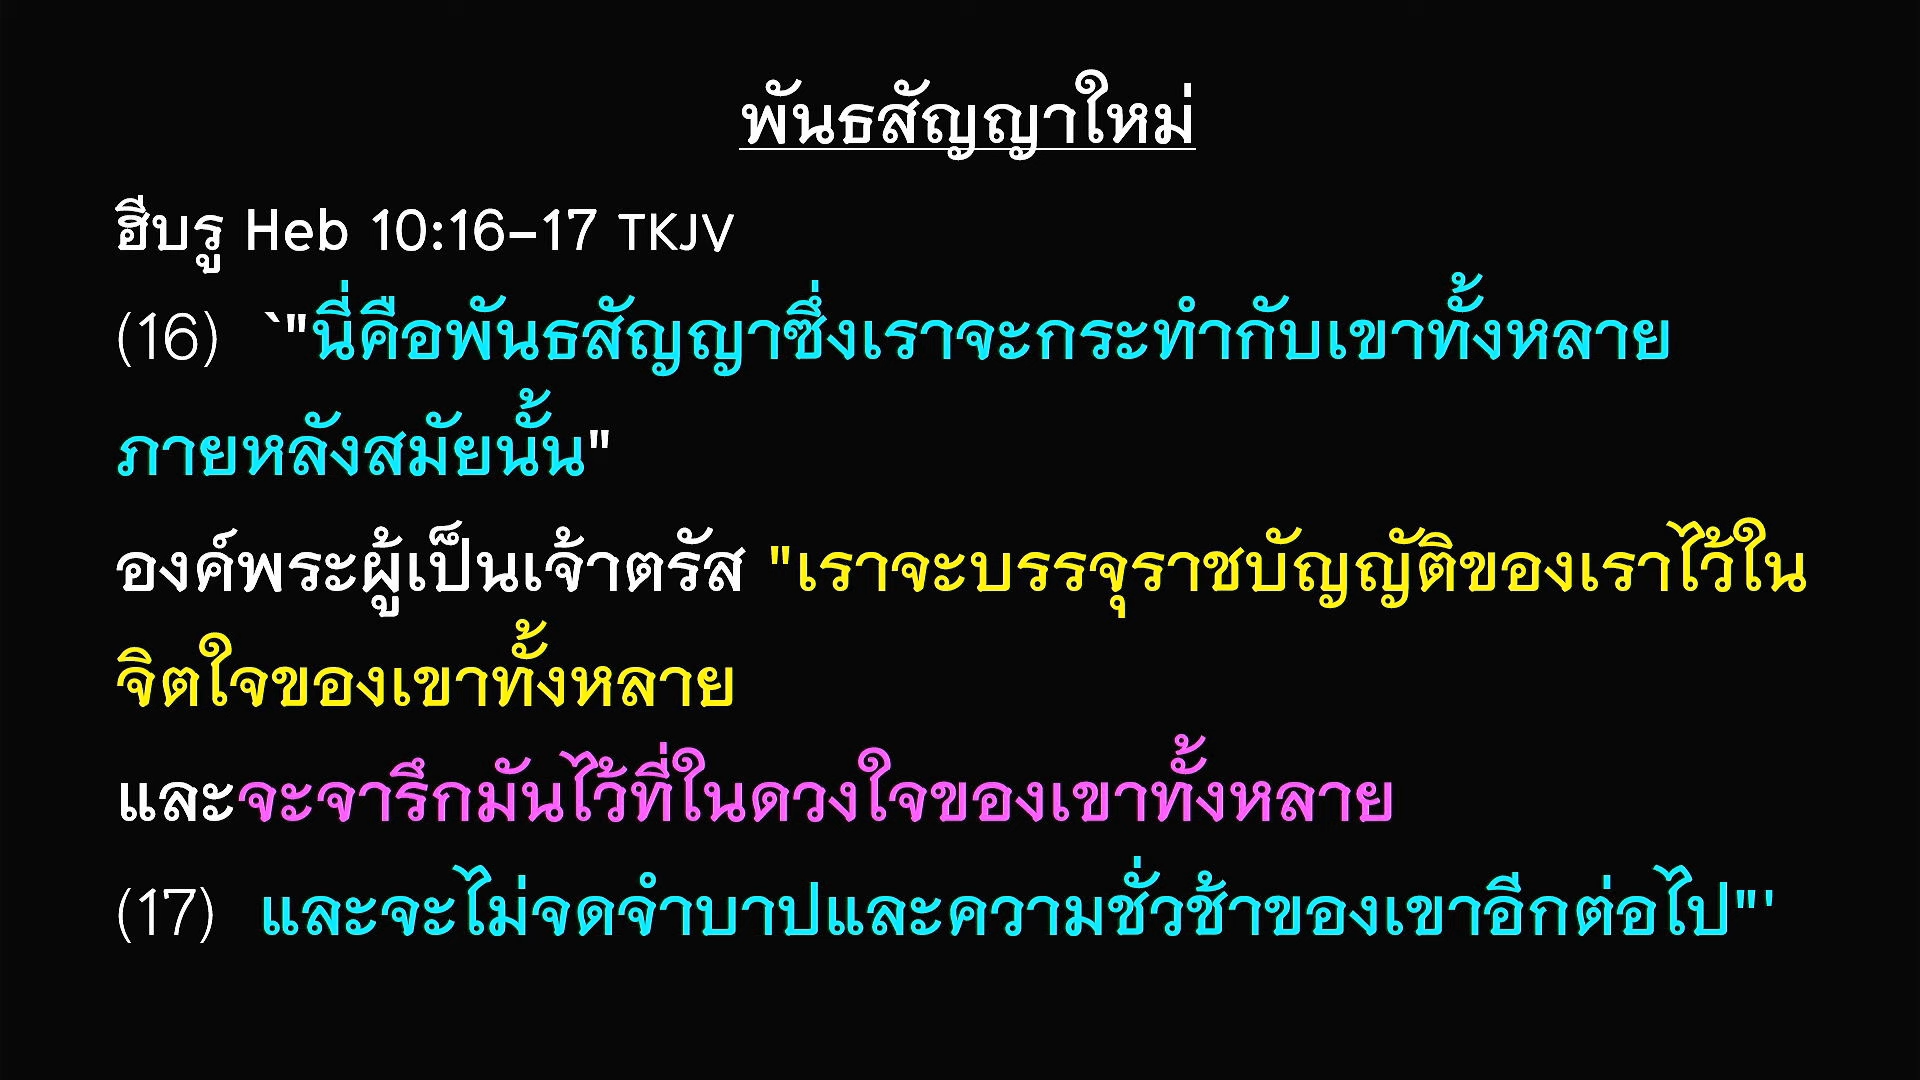 พันธสัญญาใหม่
ฮีบรู Heb 10:16-17 TKJV
(16) `"นี่คือพันธสัญญาซึ่งเราจะกระทำกับเขาทั้งหลาย
ภายหลังสมัยนั้น"
องค์พระผู้เป็นเจ้าตรัส "เราจะบรรจุราชบัญญัติของเราไว้ใน
จิตใจของเขาทั้งหลาย
และจะจารึกมันไว้ที่ในดวงใจของเขาทั้งหลาย
(17) และจะไม่จดจำบาปและความชั่วช้าของเขาอีกต่อไป"'